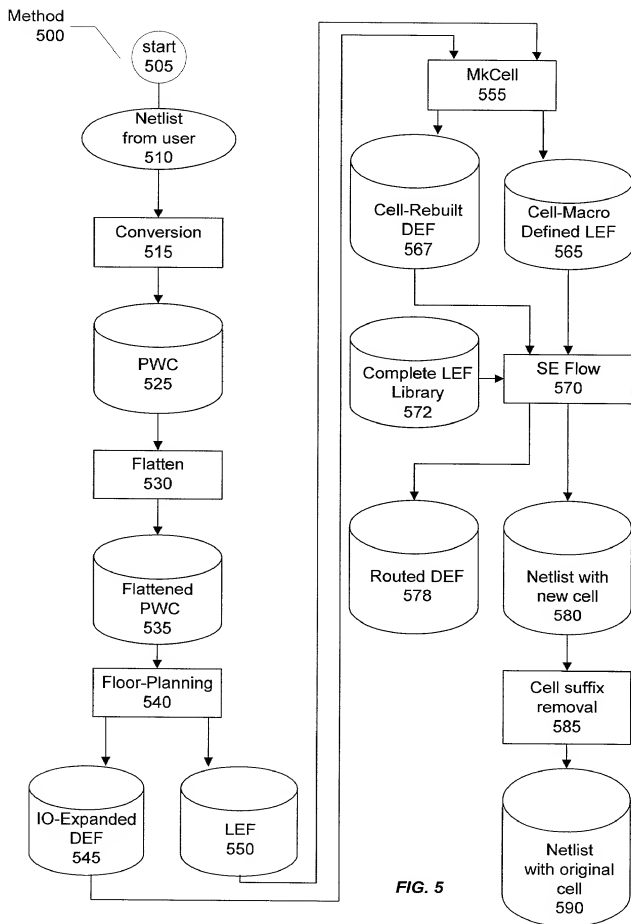 Method
500
start
505
Netlist
from user
510
Conversion
515
PWC
525
Flatten
530
Flattened
PWC
535
Floor-Planning
540
IO-Expanded
DEF
545
LEF
550
MkCell
555
Cell-Rebuilt
DEF
567
Cell-Macro
Defined LEF
565
Complete LEF
Library
572
SE Flow
570
Routed DEF
578
Netlist with
new cell
580
Cell suffix
removal
585
Netlist
with original
cell
590
FIG. 5